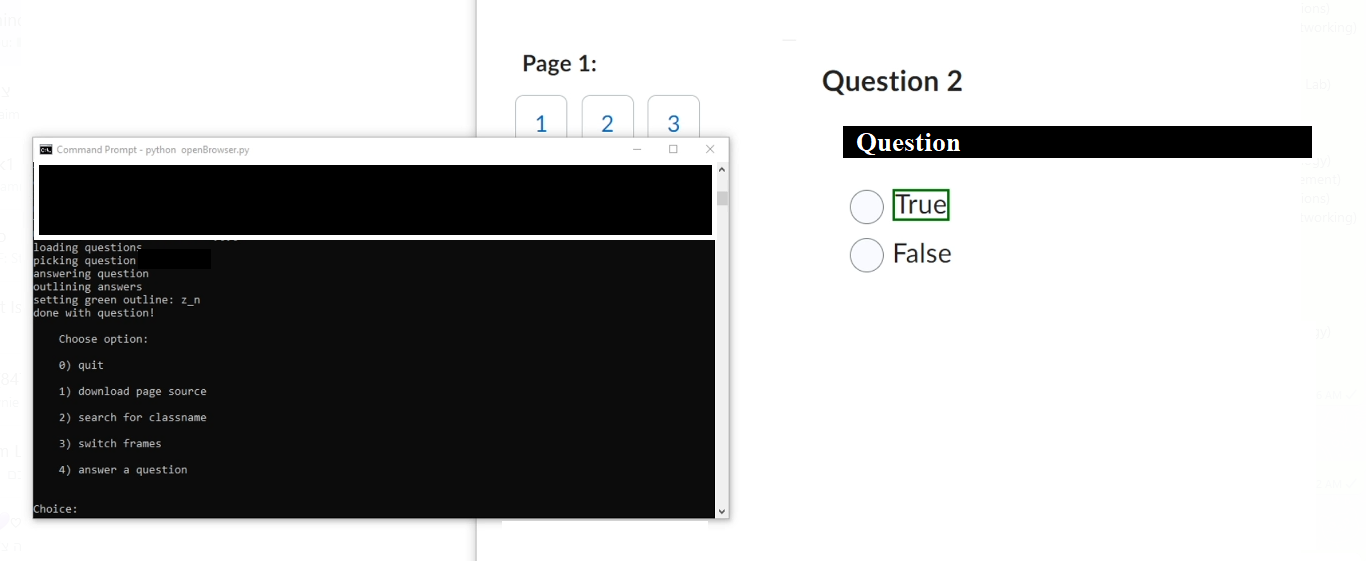 Page 1:
1 2 3
Command Prompt - python openBrowser.py
loading questions
picking question
answering question
outlining answers
setting green outline: z_n
done with question!
Choose option:
0) quit
1) download page source
2) search for classname
3) switch frames
4) answer a question
Choice:
Question 2
Question
True
False